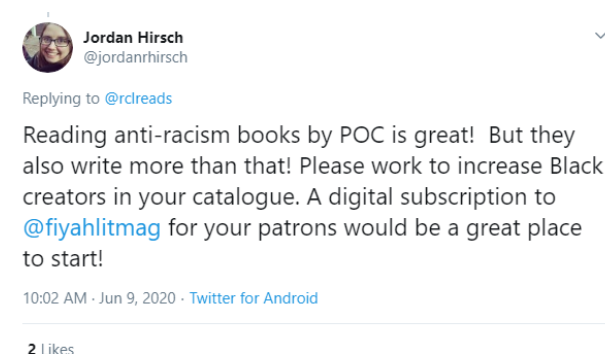 Jordan Hirsch
@jordanrhirsch
Replying to @rclreads
Reading anti-racism books by POC is great! But they
also write more than that! Please work to increase Black
creators in your catalogue. A digital subscription to
@fiyahlitmag for your patrons would be a great place
to start!
10:02 AM · Jun 9, 2020 · Twitter for Android
2 Likes